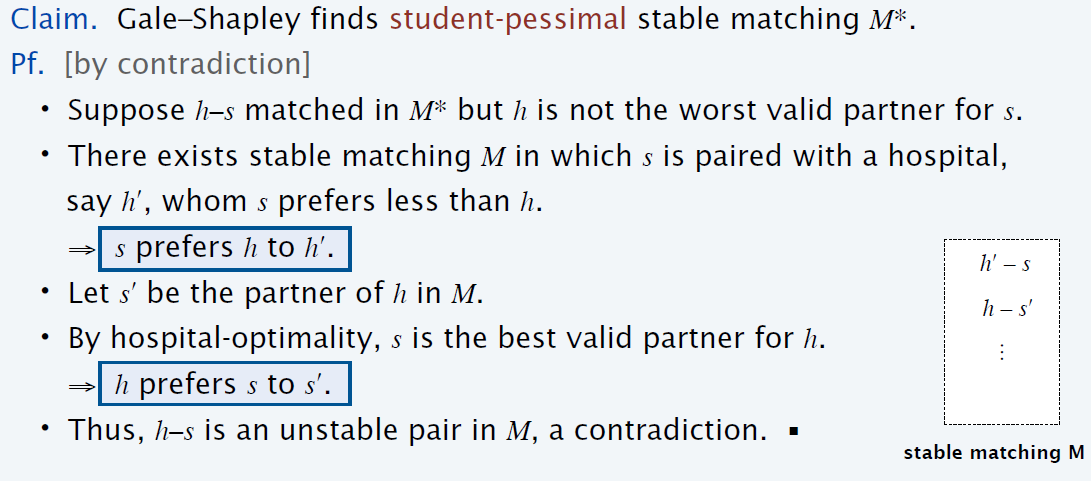 Claim. Gale–Shapley finds student-pessimal stable matching M*.
Pf. [by contradiction]
• Suppose h–s matched in M* but h is not the worst valid partner for s.
• There exists stable matching M in which s is paired with a hospital,
say h′, whom s prefers less than h.
⇒ s prefers h to h′.
• Let s′ be the partner of h in M.
• By hospital-optimality, s is the best valid partner for h.
⇒ h prefers s to s′.
• Thus, h–s is an unstable pair in M, a contradiction. ▪
h′ – s
h – s′
⋮
stable matching M